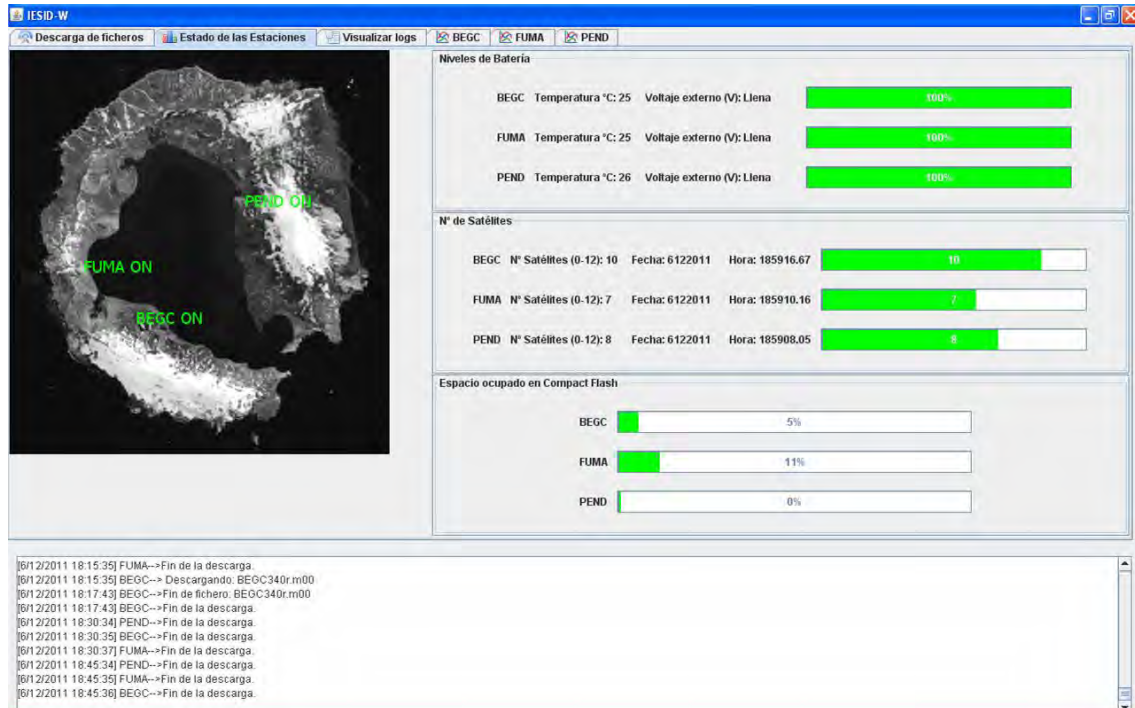 IESID-W
Descarga de ficheros Estado de las Estaciones Visualizar logs BEGC FUMA PEND
PEND ON
FUMA ON
BEGC ON
Niveles de Batería
BEGC Temperatura °C: 25 Voltaje externo (V): Llena 100%
FUMA Temperatura °C: 25 Voltaje externo (V): Llena 100%
PEND Temperatura °C: 26 Voltaje externo (V): Llena 100%
N° de Satélites
BEGC N° Satélites (0-12): 10 Fecha: 6122011 Hora: 185916.67 10
FUMA N° Satélites (0-12): 7 Fecha: 6122011 Hora: 185910.16 7
PEND N° Satélites (0-12): 8 Fecha: 6122011 Hora: 185908.05 8
Espacio ocupado en Compact Flash
BEGC 5%
FUMA 11%
PEND 0%
[6/12/2011 18:15:35] FUMA-->Fin de la descarga.
[6/12/2011 18:15:35] BEGC--> Descargando: BEGC340r.m00
[6/12/2011 18:17:43] BEGC-->Fin de fichero: BEGC340r.m00
[6/12/2011 18:17:43] BEGC-->Fin de la descarga.
[6/12/2011 18:30:34] PEND-->Fin de la descarga.
[6/12/2011 18:30:35] BEGC-->Fin de la descarga.
[6/12/2011 18:30:37] FUMA-->Fin de la descarga.
[6/12/2011 18:45:34] PEND-->Fin de la descarga.
[6/12/2011 18:45:35] FUMA-->Fin de la descarga.
[6/12/2011 18:45:36] BEGC-->Fin de la descarga.